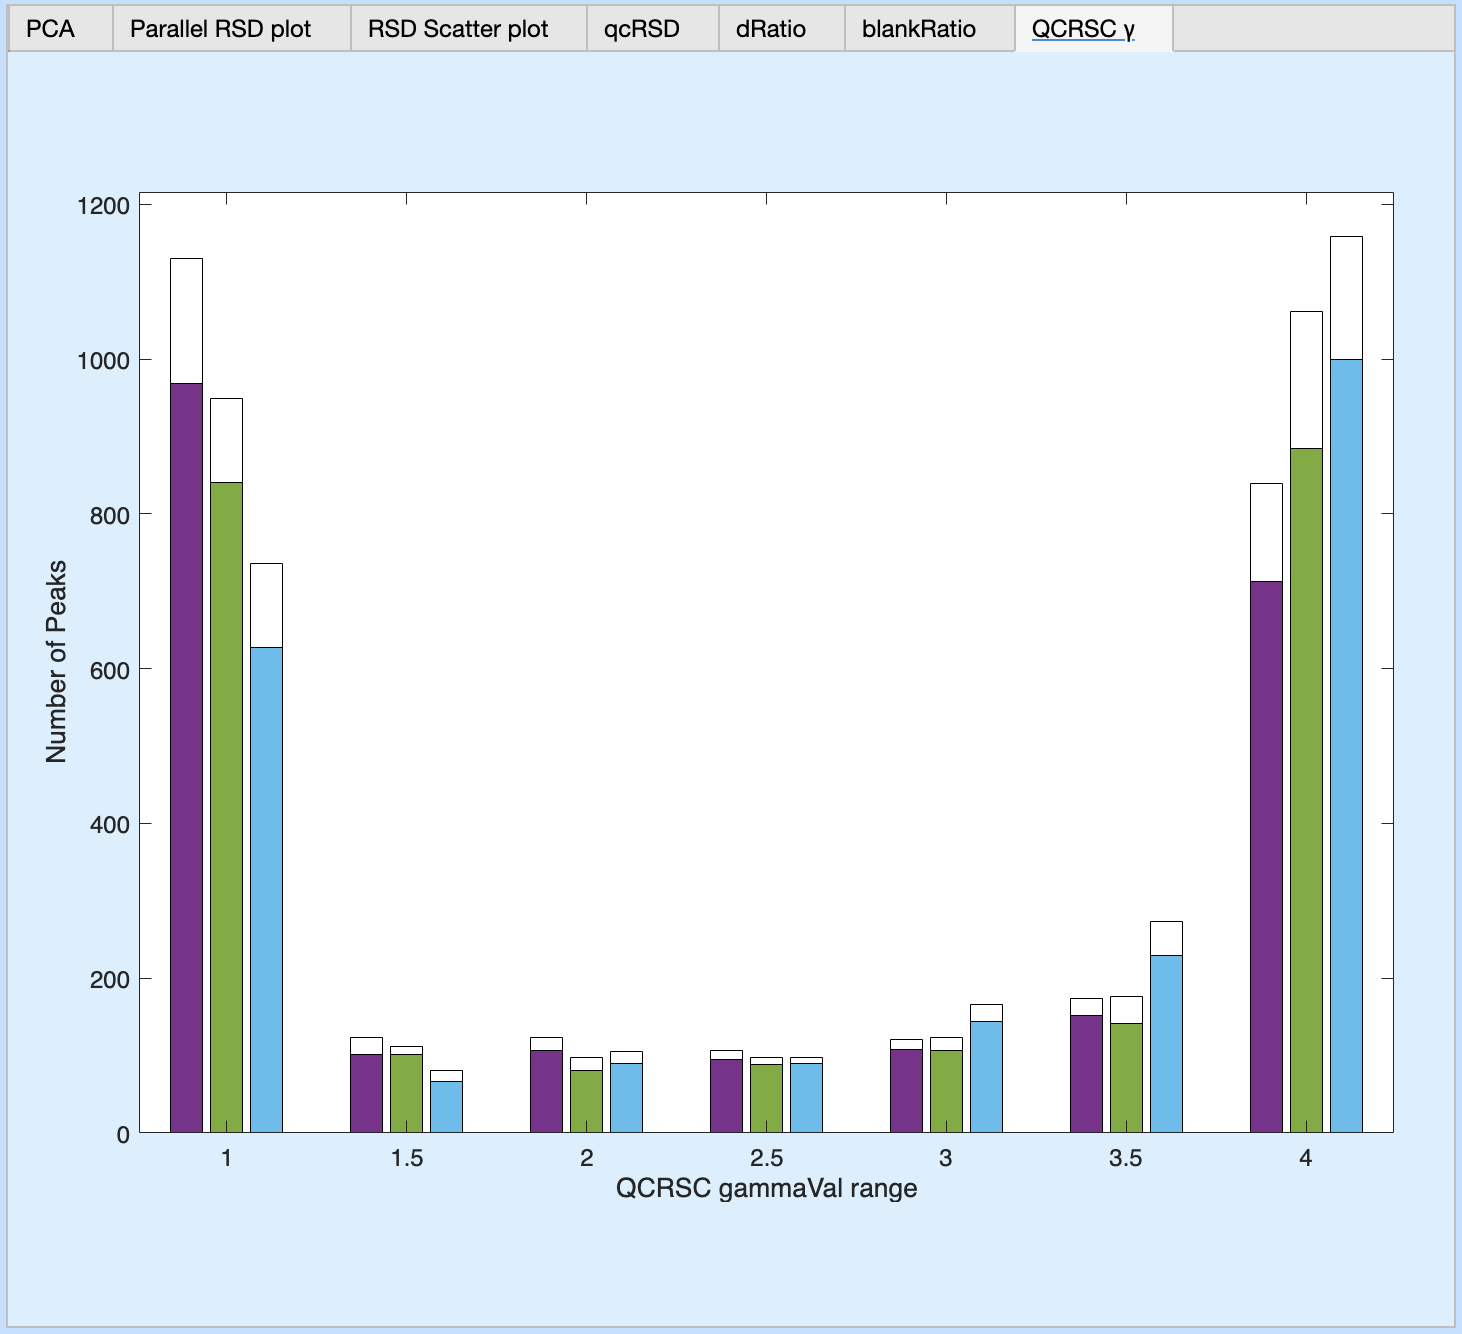 PCA Parallel RSD plot RSD Scatter plot qcRSD dRatio blankRatio QCRSC γ
1200
1000
800
600
400
200
0
Number of Peaks
1 1.5 2 2.5 3 3.5 4
QCRSC gammaVal range